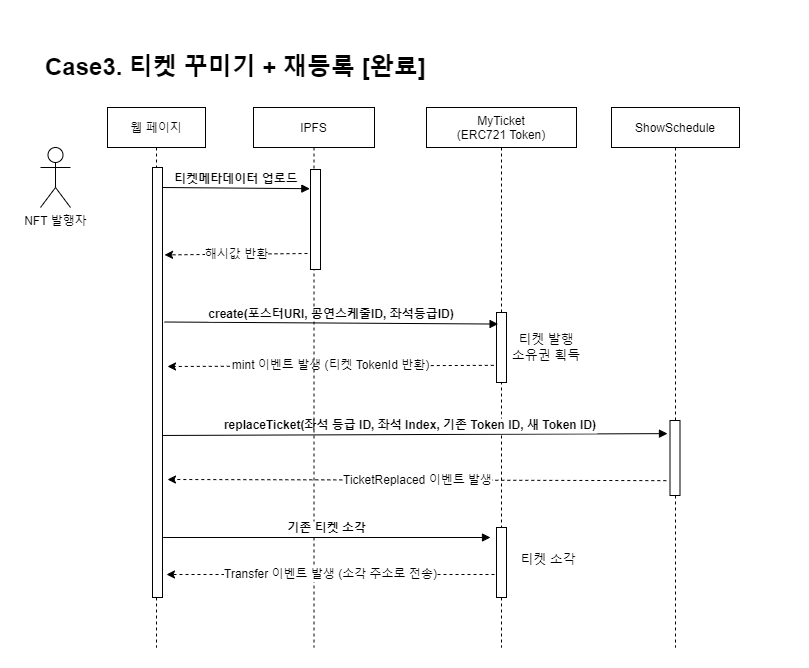 Case3. 티켓 꾸미기 + 재등록 [완료]
웹 페이지
IPFS
MyTicket
(ERC721 Token)
ShowSchedule
NFT 발행자
티켓메타데이터 업로드
해시값 반환
create(포스터URI, 공연스케줄ID, 좌석등급ID)
티켓 발행
소유권 획득
mint 이벤트 발생 (티켓 TokenId 반환)
replaceTicket(좌석 등급 ID, 좌석 Index, 기존 Token ID, 새 Token ID)
TicketReplaced 이벤트 발생
기존 티켓 소각
티켓 소각
Transfer 이벤트 발생 (소각 주소로 전송)